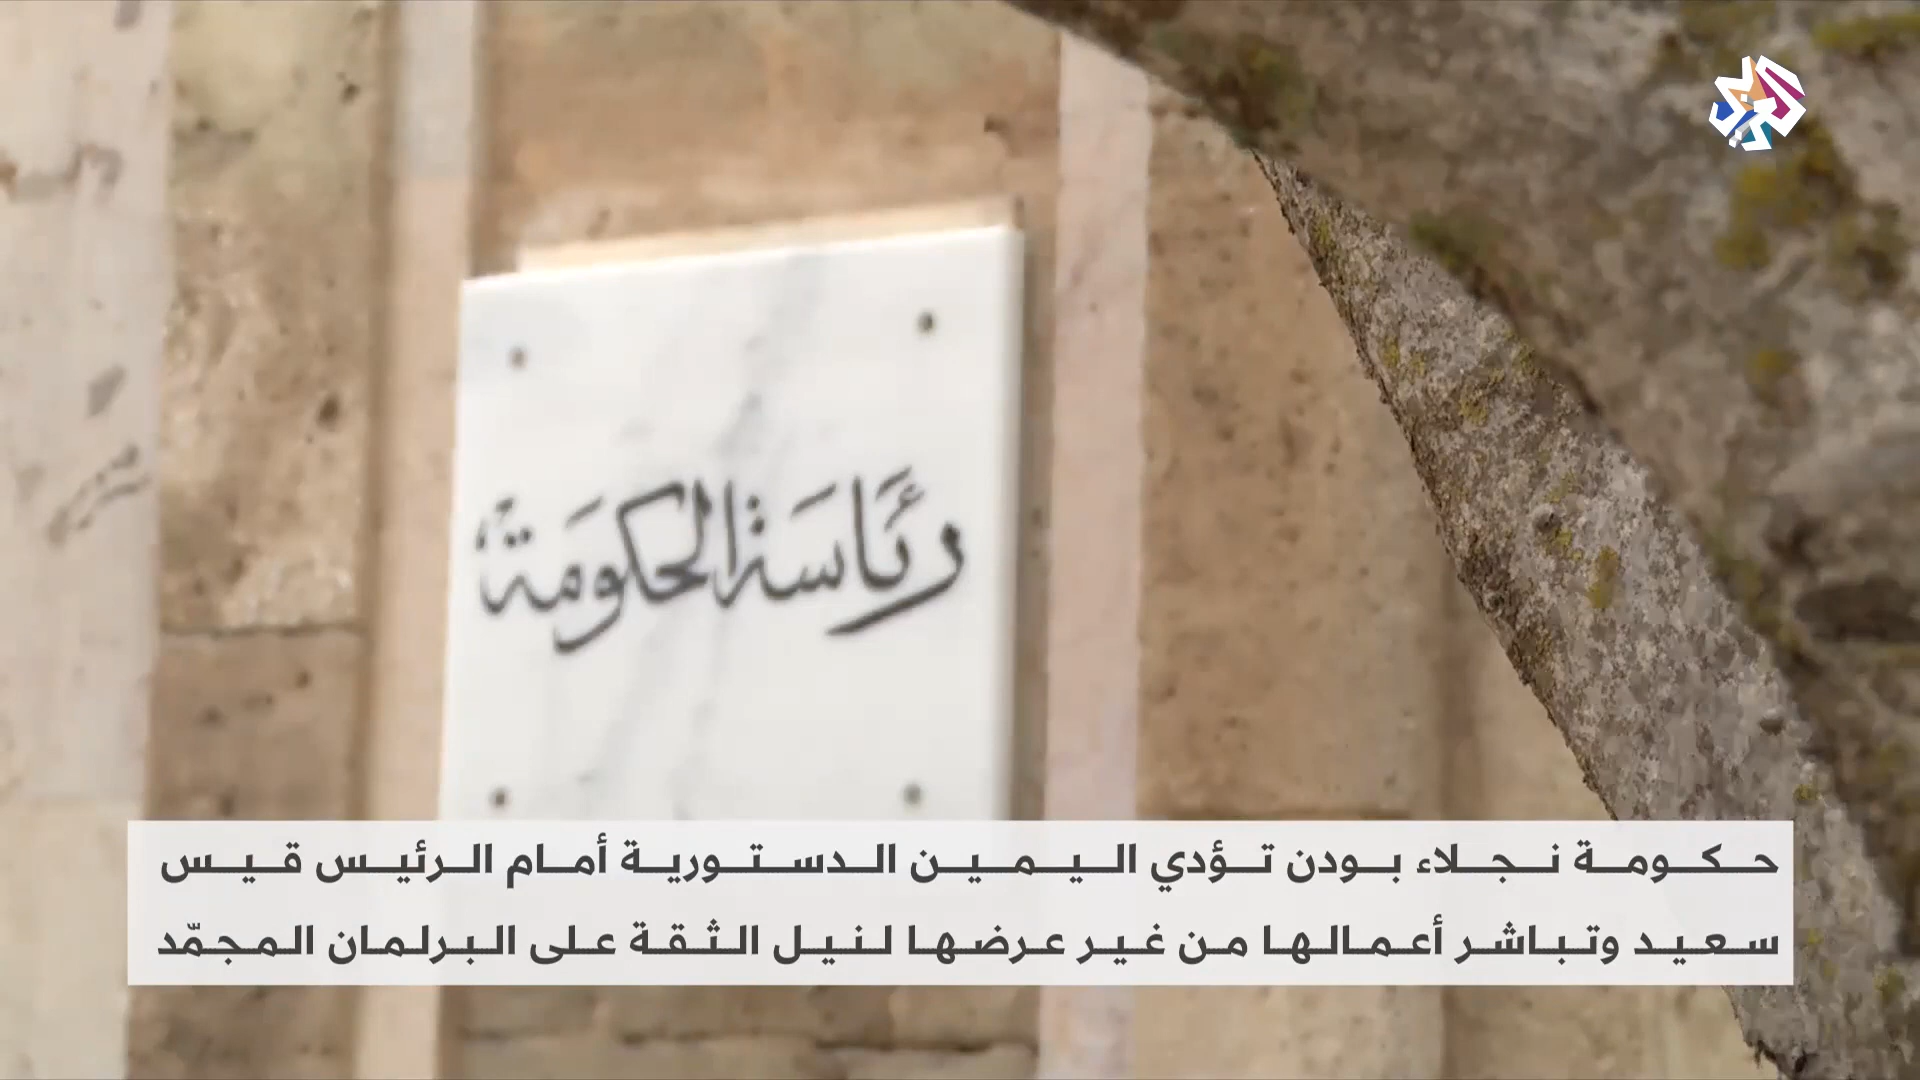 رئاسة الحكومة
حكومة نجلاء بودن تؤدي اليمين الدستورية أمام الرئيس قيس
سعيد وتباشر أعمالها من غير عرضها لنيل الثقة على البرلمان المجمّد